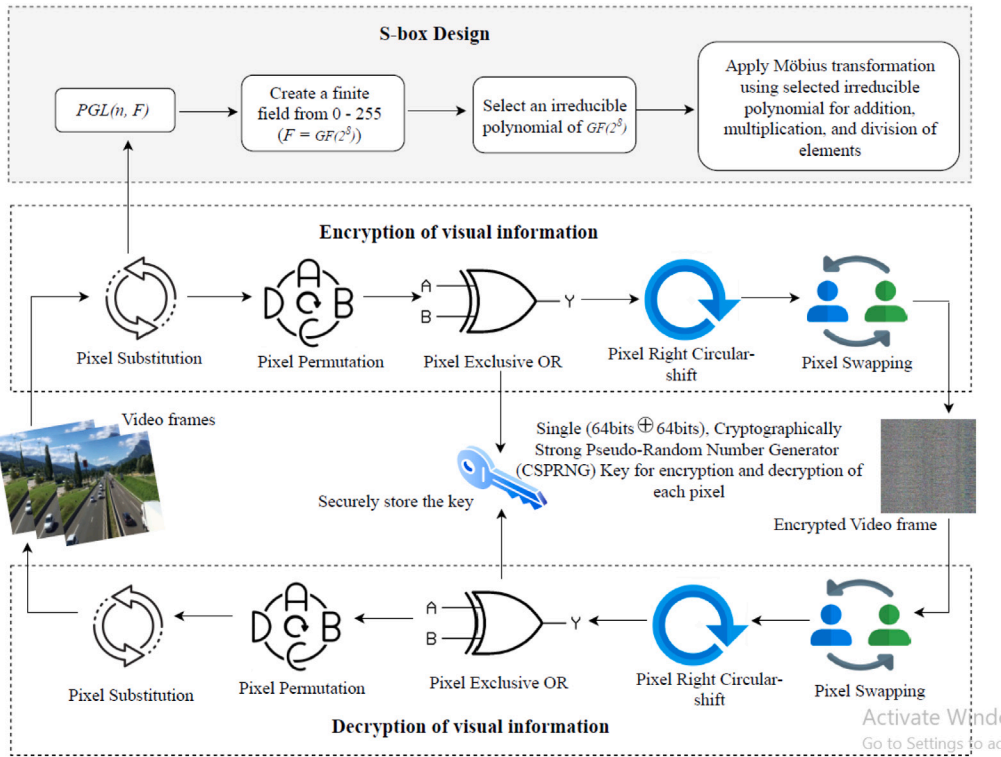 S-box Design
PGL(n, F)
Create a finite
field from 0 - 255
(F = GF(2⁸))
Select an irreducible
polynomial of GF(2⁸)
Apply Möbius transformation
using selected irreducible
polynomial for addition,
multiplication, and division of
elements
Encryption of visual information
A
D
B
C
A
B
Y
Pixel Substitution
Pixel Permutation
Pixel Exclusive OR
Pixel Right Circular-
shift
Pixel Swapping
Video frames
Single (64bits ⊕ 64bits), Cryptographically
Strong Pseudo-Random Number Generator
(CSPRNG) Key for encryption and decryption of
each pixel
Securely store the key
Encrypted Video frame
A
D
B
C
A
B
Y
Pixel Substitution
Pixel Permutation
Pixel Exclusive OR
Pixel Right Circular-
shift
Pixel Swapping
Decryption of visual information
Activate Windo
Go to Settings to ac